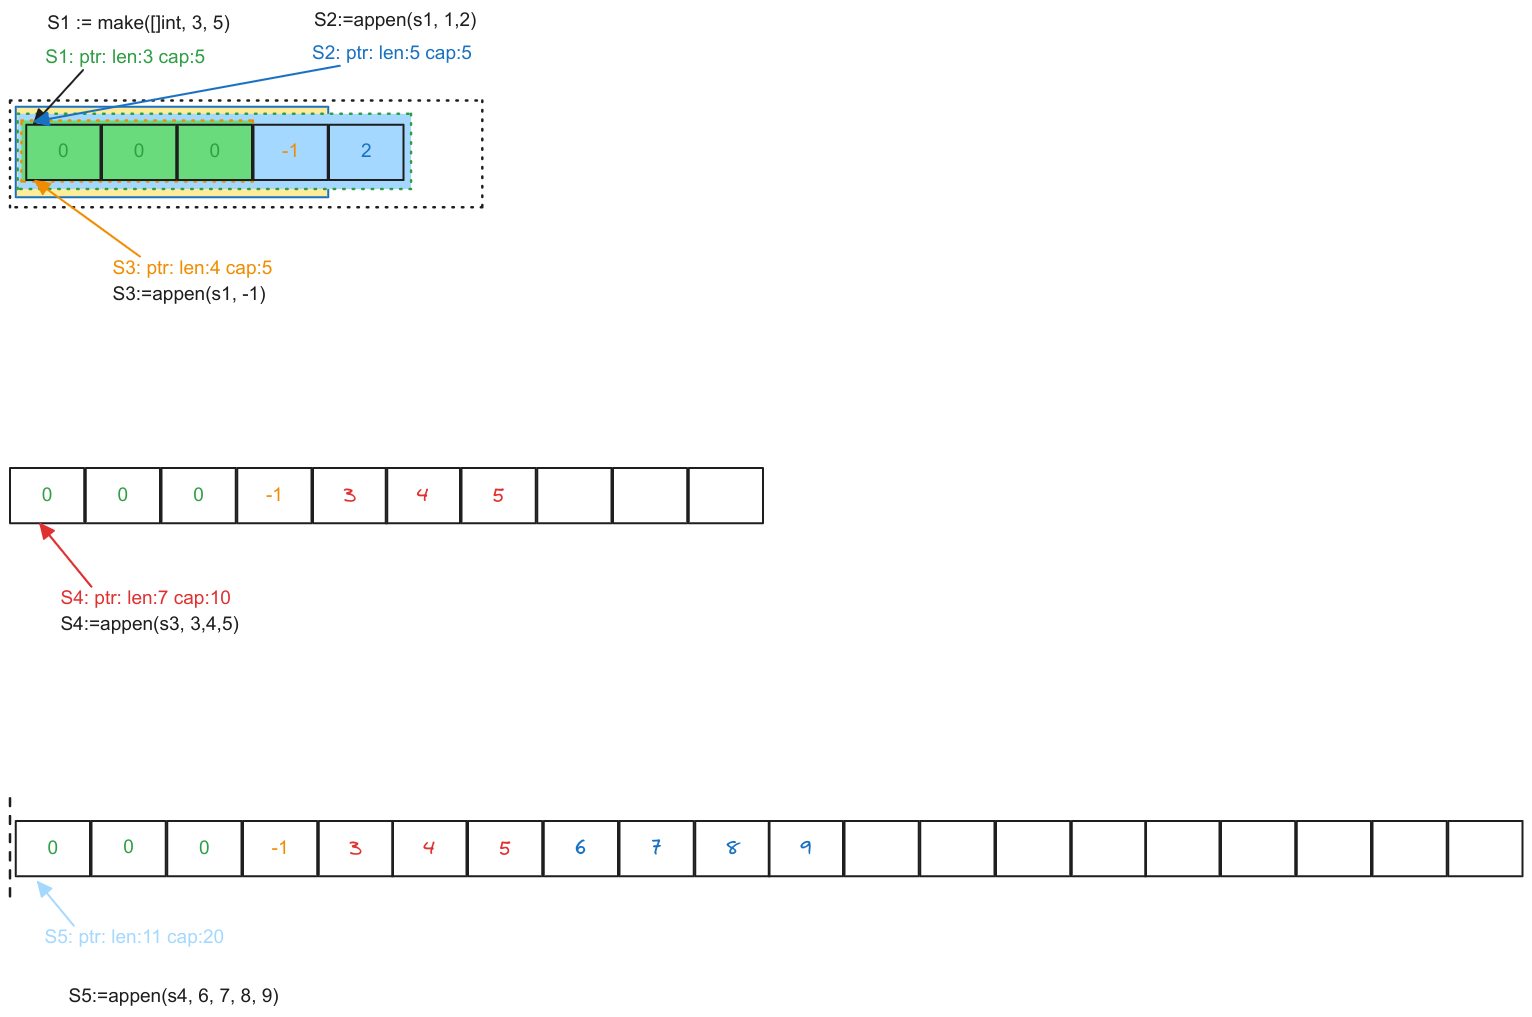 S1 := make([]int, 3, 5)
S2:=appen(s1, 1,2)
S1: ptr: len:3 cap:5
S2: ptr: len:5 cap:5
0 0 0 -1 2
S3: ptr: len:4 cap:5
S3:=appen(s1, -1)
0 0 0 -1 3 4 5
S4: ptr: len:7 cap:10
S4:=appen(s3, 3,4,5)
0 0 0 -1 3 4 5 6 7 8 9
S5: ptr: len:11 cap:20
S5:=appen(s4, 6, 7, 8, 9)